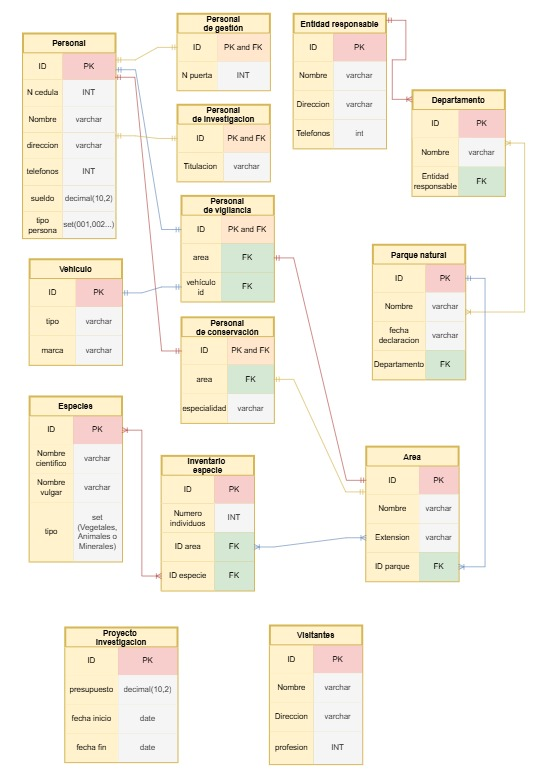 Personal
ID PK
N cedula INT
Nombre varchar
direccion varchar
telefonos INT
sueldo decimal(10,2)
tipo
persona set(001,002...)
Personal
de gestión
ID PK and FK
N puerta INT
Personal
de investigacion
ID PK and FK
Titulacion varchar
Personal
de vigilancia
ID PK and FK
area FK
vehículo
id FK
Personal
de conservación
ID PK and FK
area FK
especialidad varchar
Entidad responsable
ID PK
Nombre varchar
Direccion varchar
Telefonos int
Departamento
ID PK
Nombre varchar
Entidad
responsable FK
Parque natural
ID PK
Nombre varchar
fecha
declaracion varchar
Departamento FK
Vehiculo
ID PK
tipo varchar
marca varchar
Especies
ID PK
Nombre
cientifico varchar
Nombre
vulgar varchar
tipo set
(Vegetales,
Animales o
Minerales)
Inventario
especie
ID PK
Numero
individuos INT
ID area FK
ID especie FK
Area
ID PK
Nombre varchar
Extension varchar
ID parque FK
Proyecto
investigacion
ID PK
presupuesto decimal(10,2)
fecha inicio date
fecha fin date
Visitantes
ID PK
Nombre varchar
Direccion varchar
profesion INT